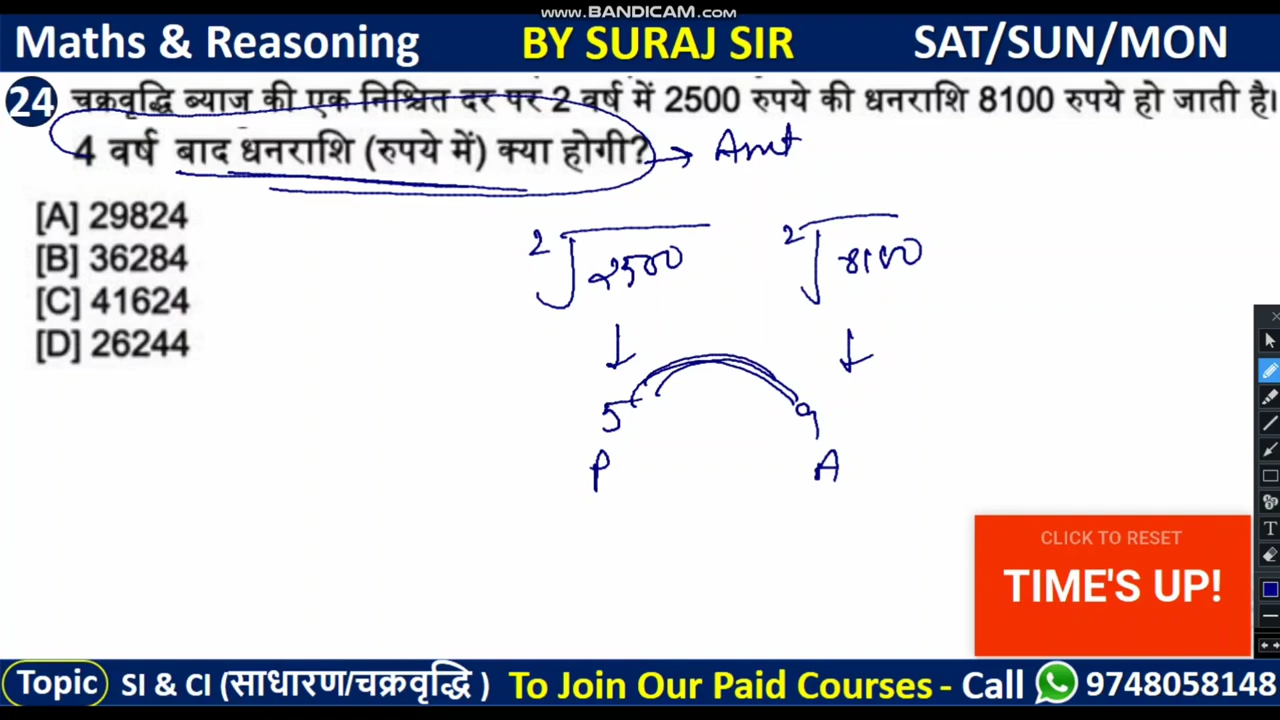 www.BANDICAM.com
Maths & Reasoning BY SURAJ SIR SAT/SUN/MON
24 चक्रवृद्धि ब्याज की एक निश्चित दर पर 2 वर्ष में 2500 रुपये की धनराशि 8100 रुपये हो जाती है।
4 वर्ष बाद धनराशि (रुपये में) क्या होगी? → Amt
[A] 29824
[B] 36284
[C] 41624
[D] 26244
2√2500 2√8100
↓ ↓
5 9
P A
CLICK TO RESET
TIME'S UP!
Topic SI & CI (साधारण/चक्रवृद्धि ) To Join Our Paid Courses - Call 9748058148